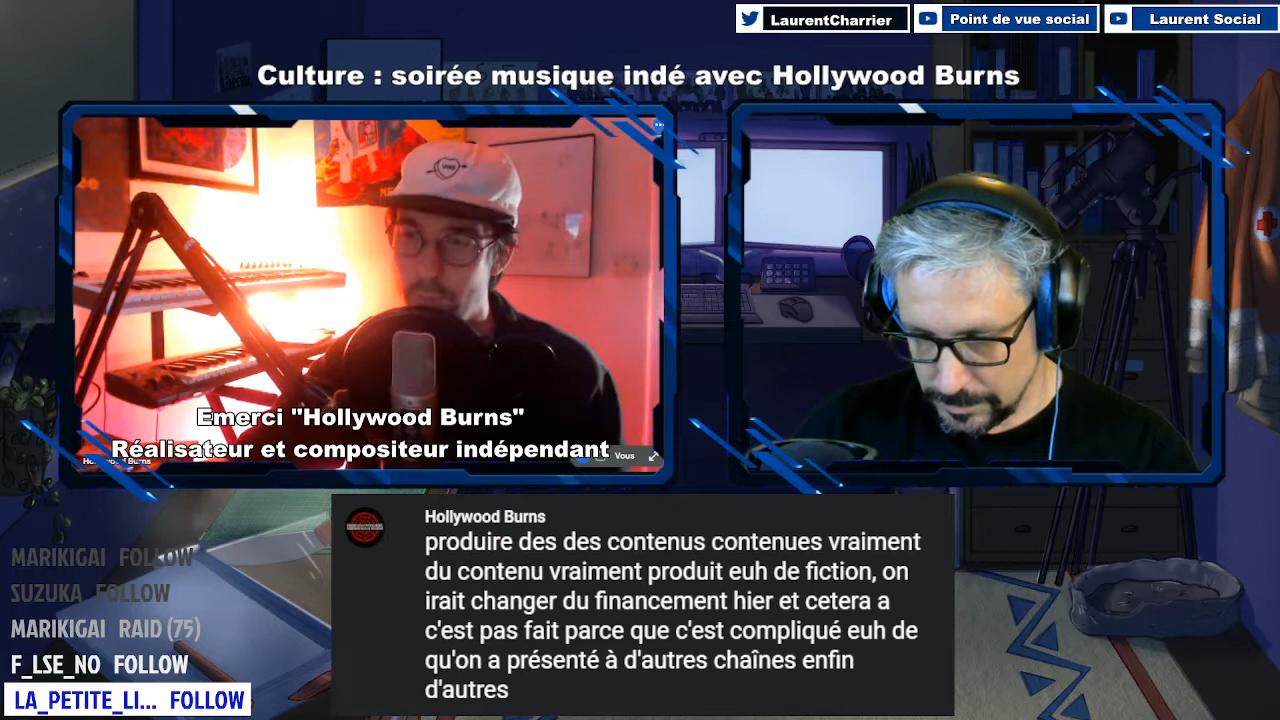 LaurentCharrier
Point de vue social
Laurent Social
Culture : soirée musique indé avec Hollywood Burns
Emerci "Hollywood Burns"
Réalisateur et compositeur indépendant
Vous
Hollywood Burns
produire des des contenus contenues vraiment
du contenu vraiment produit euh de fiction, on
irait changer du financement hier et cetera a
c'est pas fait parce que c'est compliqué euh de
qu'on a présenté à d'autres chaînes enfin
d'autres
MARIKIGAI FOLLOW
SUZUKA FOLLOW
MARIKIGAI RAID (75)
F_LSE_NO FOLLOW
LA_PETITE_LI... FOLLOW